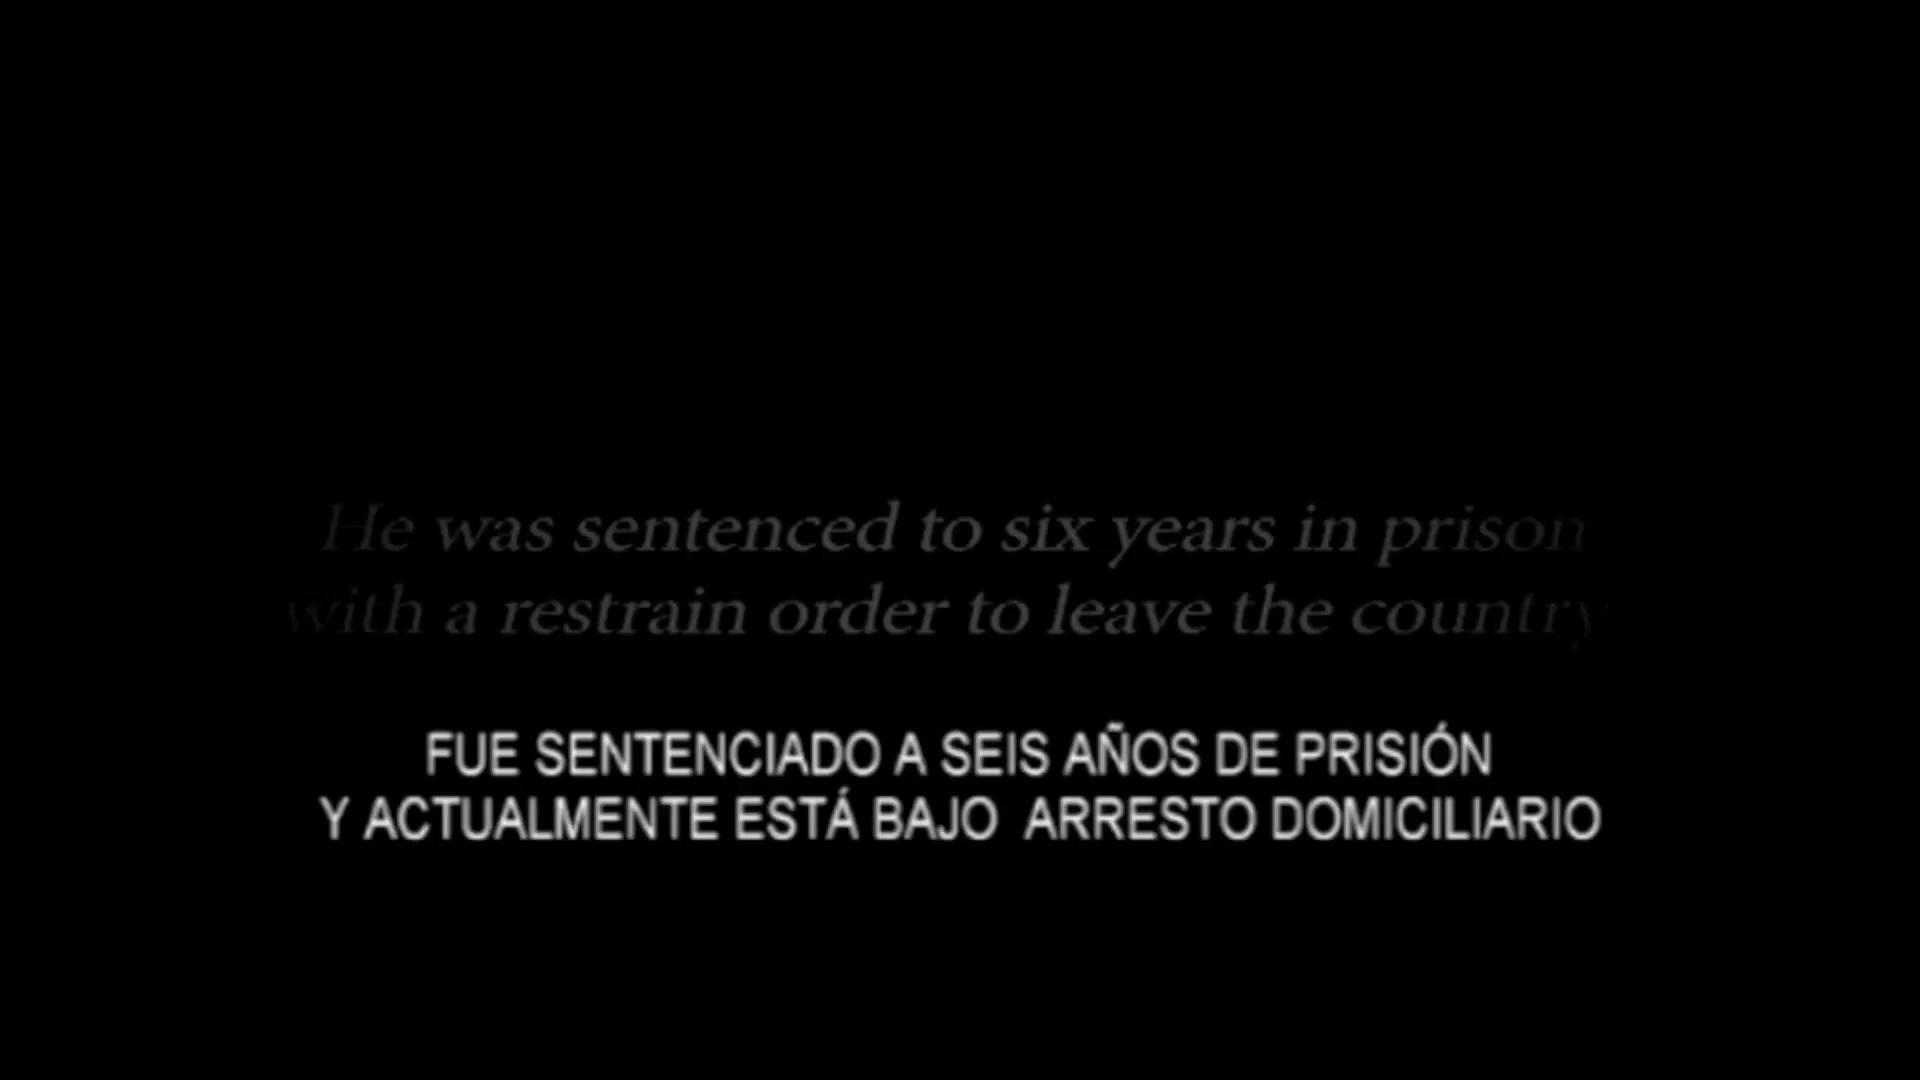 He was sentenced to six years in prison
with a restrain order to leave the country
FUE SENTENCIADO A SEIS AÑOS DE PRISIÓN
Y ACTUALMENTE ESTÁ BAJO ARRESTO DOMICILIARIO